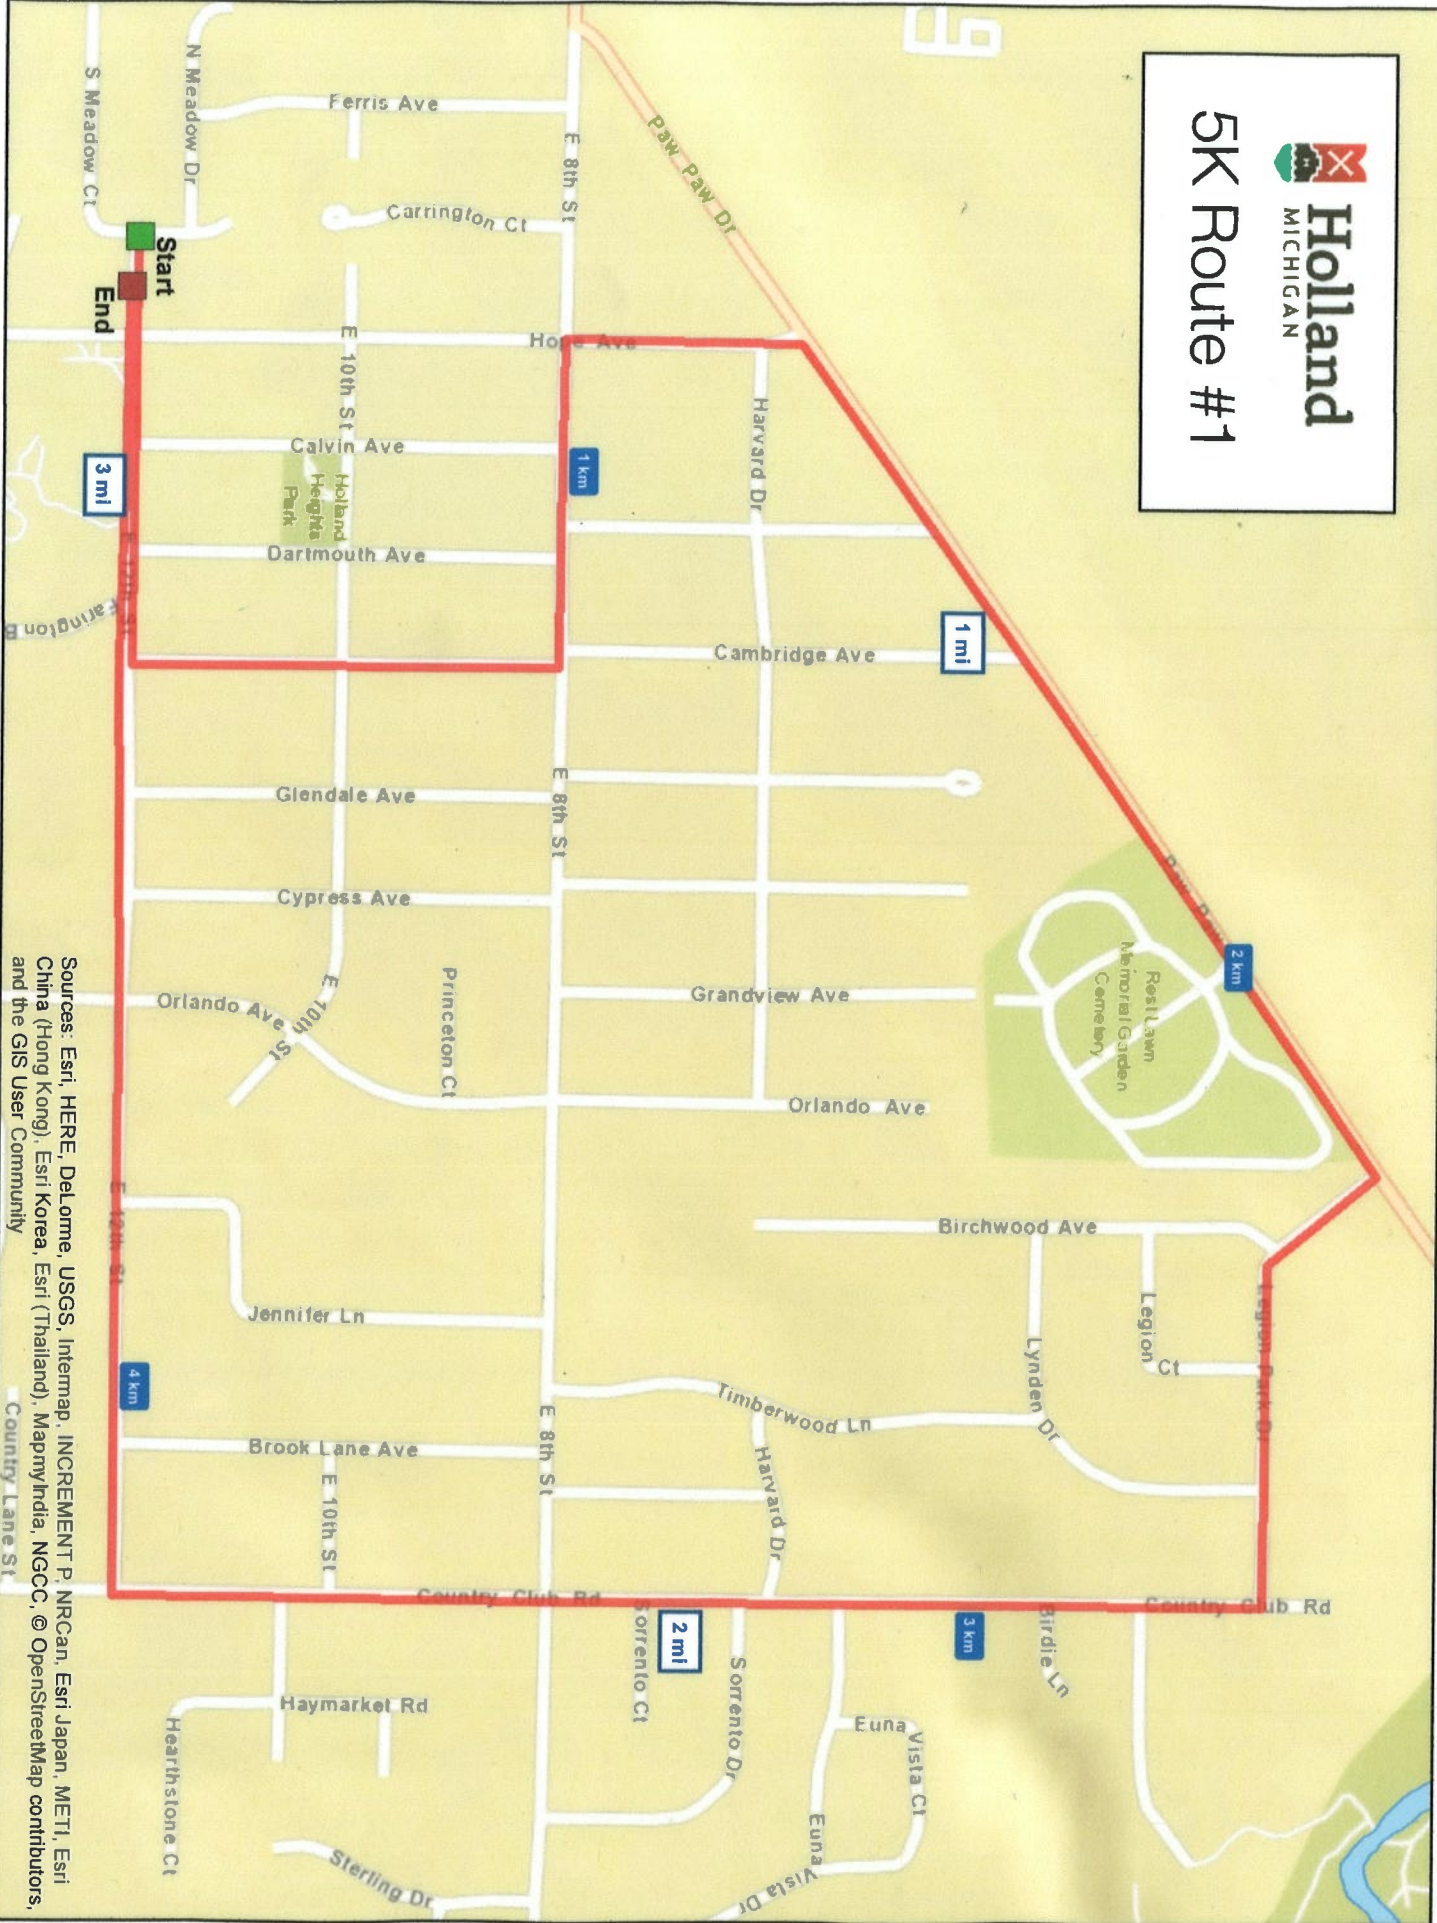 Holland
MICHIGAN
5K Route #1
Paw Paw Dr
Paw Paw
Ferris Ave
N Meadow Dr
S Meadow Ct
E 8th St
Carrington Ct
Start
End
Hope Ave
E 10th St
Harvard Dr
Calvin Ave
1 km
3 mi
Holland
Heights
Park
Dartmouth Ave
E 12th St
1 mi
Cambridge Ave
Glendale Ave
E 8th St
Cypress Ave
2 km
Rest Lawn
Memorial Garden
Cemetery
Grandview Ave
Princeton Ct
E 10th St
Orlando Ave
Orlando Ave
Birchwood Ave
Legion Park Dr
Legion Ct
Lynden Dr
E 12th St
Jennifer Ln
4 km
Timberwood Ln
Harvard Dr
E 8th St
Brook Lane Ave
E 10th St
Country Club Rd
Country Club Rd
Country Lane St
3 km
2 mi
Birdie Ln
Sorrento Ct
Sorrento Dr
Euna Vista Ct
Euna Vista Dr
Haymarket Rd
Hearthstone Ct
Sterling Dr
Sources: Esri, HERE, DeLorme, USGS, Intermap, INCREMENT P, NRCan, Esri Japan, METI, Esri
China (Hong Kong), Esri Korea, Esri (Thailand), MapmyIndia, NGCC, © OpenStreetMap contributors,
and the GIS User Community